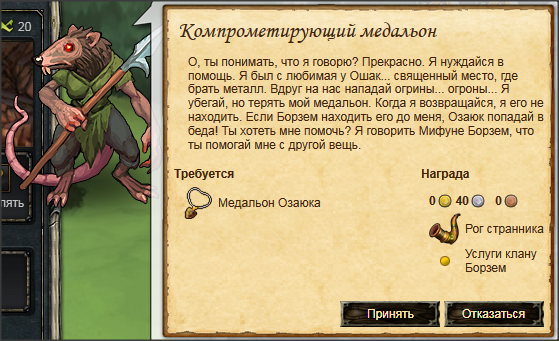 20
Компрометирующий медальон
О, ты понимать, что я говорю? Прекрасно. Я нуждайся в
помощь. Я был с любимая у Ошак... священный место, где
брать металл. Вдруг на нас нападай огрины... огроны... Я
убегай, но терять мой медальон. Когда я возвращайся, я его не
находить. Если Борзем находить его до меня, Озаюк попадай в
беда! Ты хотеть мне помочь? Я говорить Мифуне Борзем, что
ты помогай мне с другой вещь.
Требуется
Награда
0 40 0
Медальон Озаюка
Рог странника
Услуги клану
Борзем
лять
Принять
Отказаться